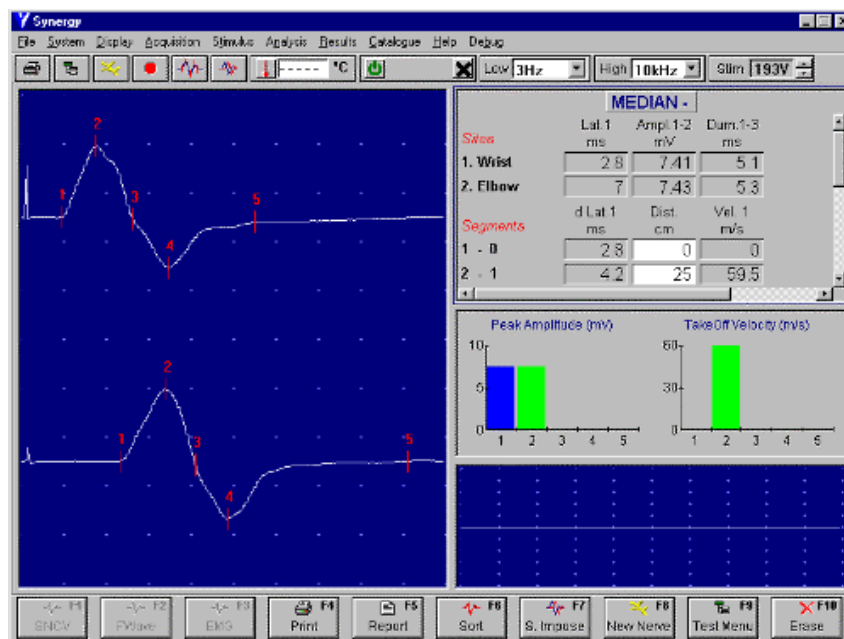 Synergy
File System Display Acquisition Stimulus Analysis Results Catalogue Help Debug
----- °C Low 3Hz High 10kHz Stim 193V
MEDIAN -
Lat.1 Ampl.1-2 Durn.1-3
Sites ms mV ms
1. Wrist 2.8 7.41 5.1
2. Elbow 7 7.43 5.3
d Lat.1 Dist. Vel. 1
Segments ms cm m/s
1 - 0 2.8 0 0
2 - 1 4.2 25 59.5
1 2 3 4 5
1 2 3 4 5
Peak Amplitude (mV) TakeOff Velocity (m/s)
10 60
5 30
0 0
1 2 3 4 5 1 2 3 4 5
F1 F2 F3 F4 F5 F6 F7 F8 F9 F10
SNCV FWave EMG Print Report Sort S. Impose New Nerve Test Menu Erase